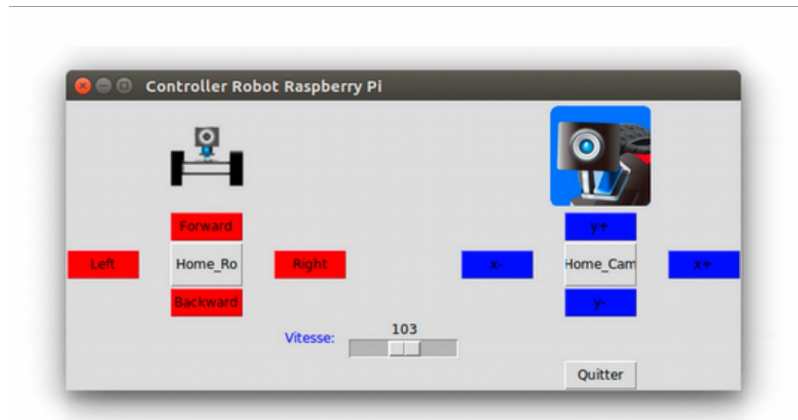 Controller Robot Raspberry Pi
Forward
y+
Left
Home_Ro
Right
x-
Home_Cam
x+
Backward
y-
Vitesse:
103
Quitter